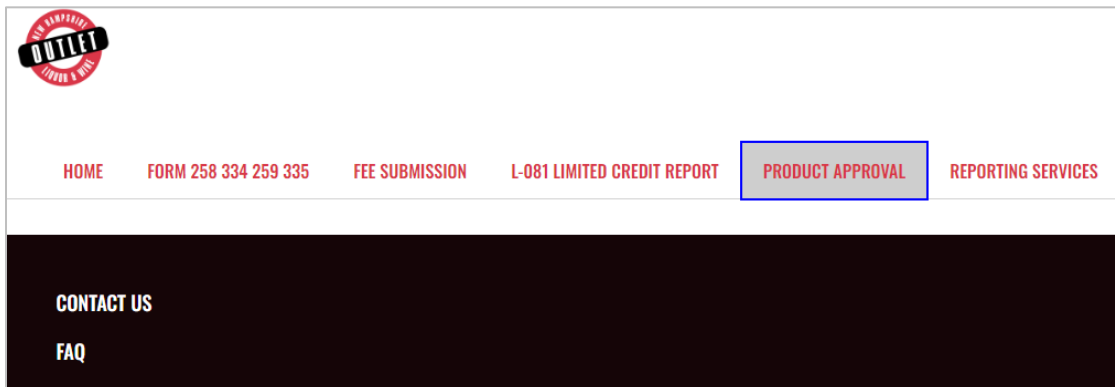 NEW HAMPSHIRE
OUTLET
LIQUOR & WINE
HOME FORM 258 334 259 335 FEE SUBMISSION L-081 LIMITED CREDIT REPORT PRODUCT APPROVAL REPORTING SERVICES
CONTACT US
FAQ